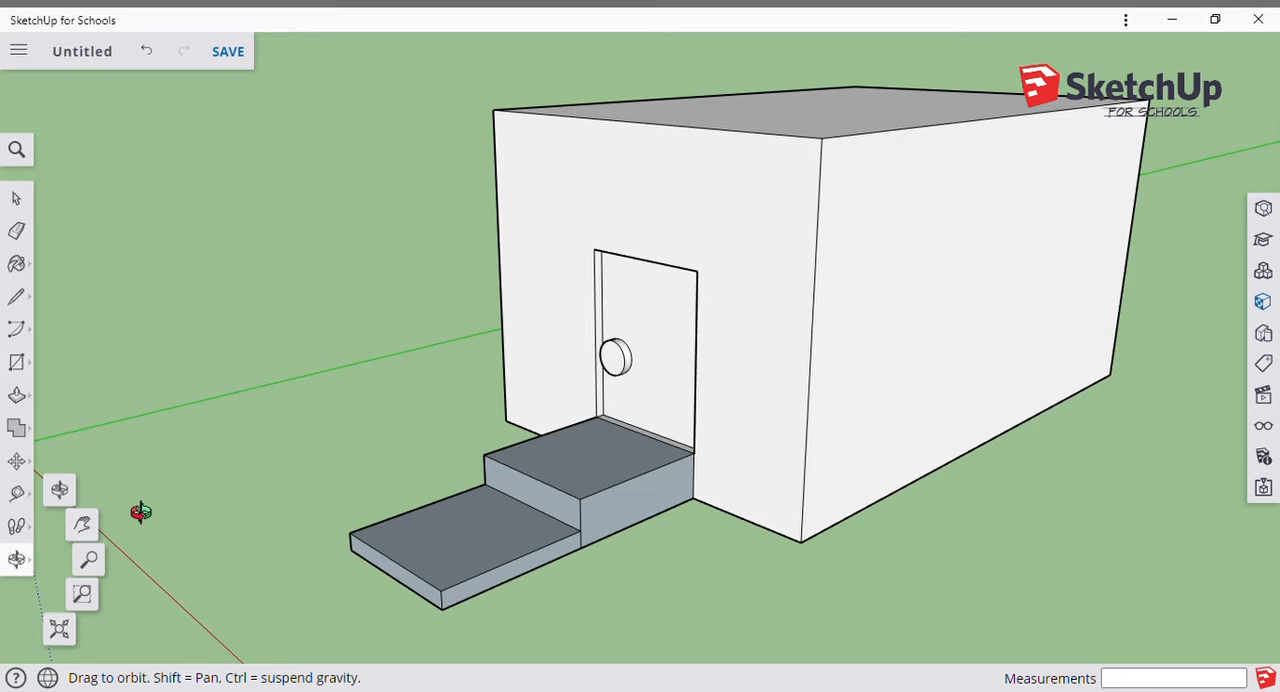 SketchUp for Schools
Untitled
SAVE
SketchUp
FOR SCHOOLS
Drag to orbit. Shift = Pan, Ctrl = suspend gravity.
Measurements